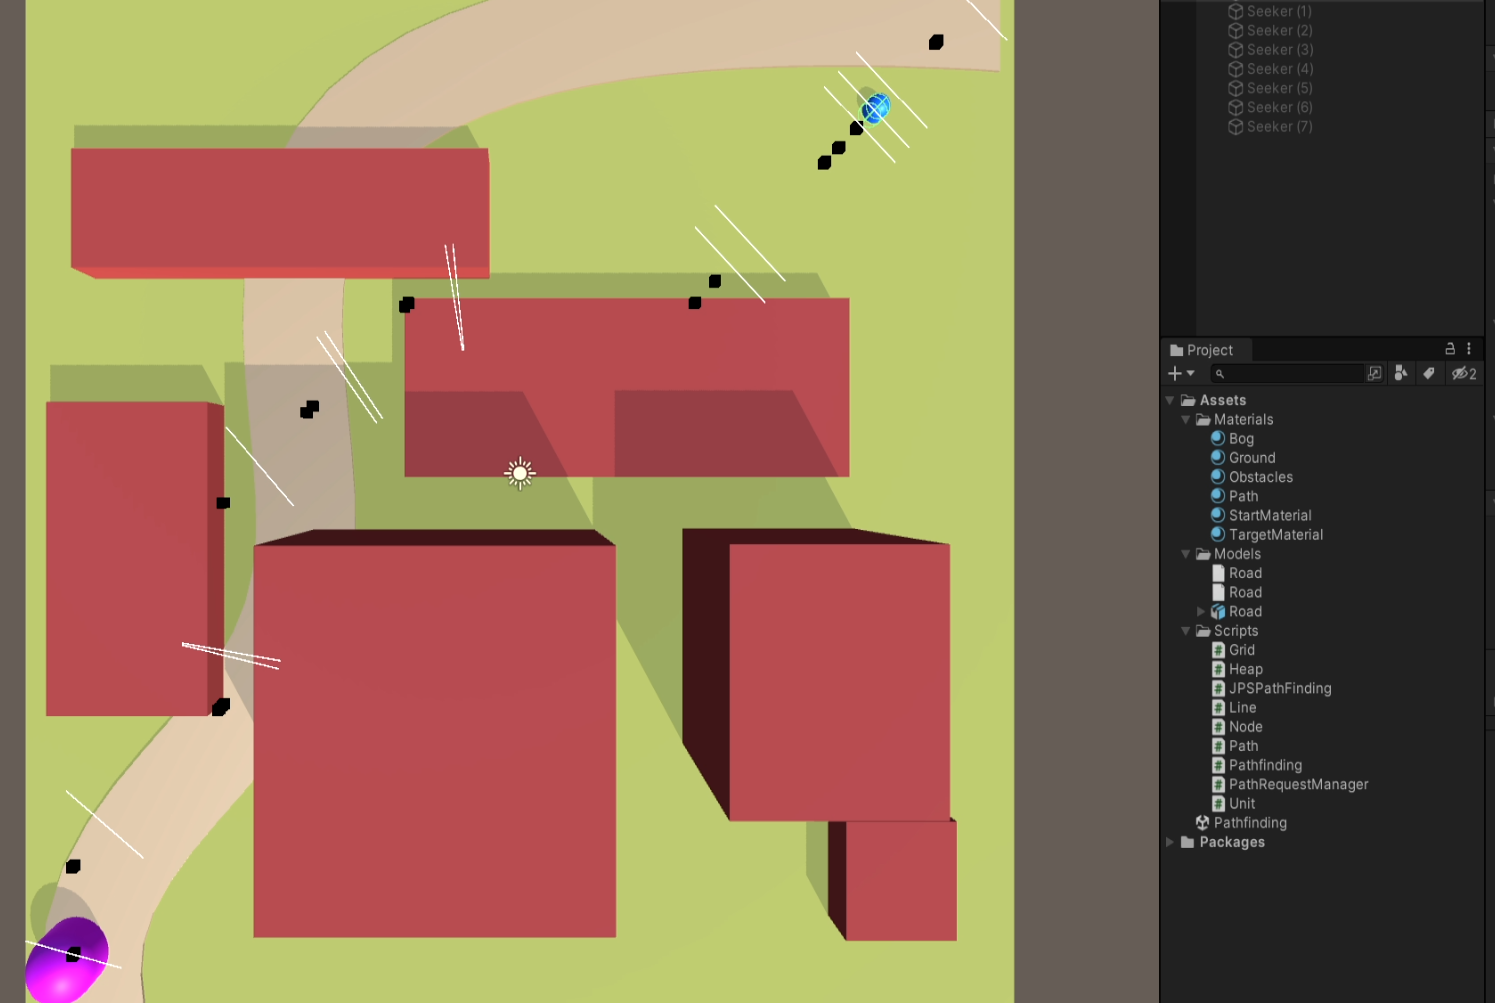 Seeker (1)
Seeker (2)
Seeker (3)
Seeker (4)
Seeker (5)
Seeker (6)
Seeker (7)
Project
2
Assets
Materials
Bog
Ground
Obstacles
Path
StartMaterial
TargetMaterial
Models
Road
Road
Road
Scripts
Grid
Heap
JPSPathFinding
Line
Node
Path
Pathfinding
PathRequestManager
Unit
Pathfinding
Packages